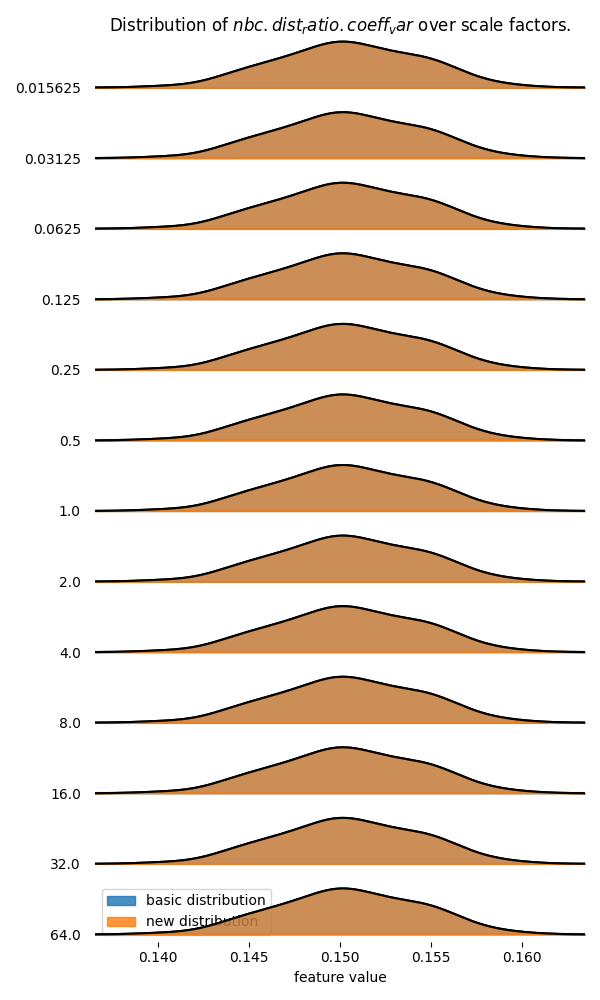 Distribution of nbc.dist_ratio.coeff_var over scale factors.
0.015625
0.03125
0.0625
0.125
0.25
0.5
1.0
2.0
4.0
8.0
16.0
32.0
64.0
basic distribution
new distribution
0.140 0.145 0.150 0.155 0.160
feature value